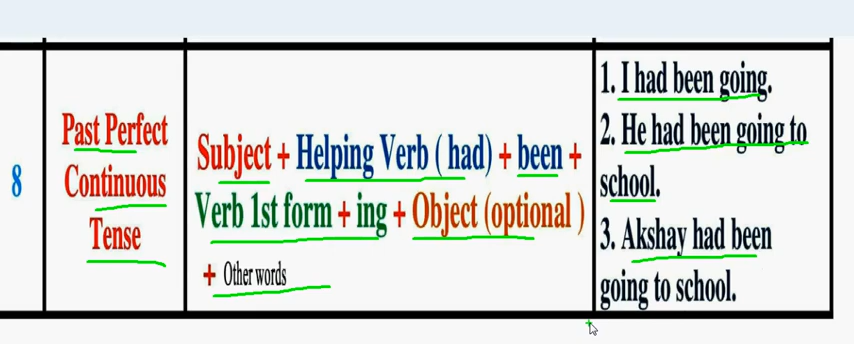 8
Past Perfect
Continuous
Tense
Subject + Helping Verb ( had) + been +
Verb 1st form + ing + Object (optional )
+ Other words
1. I had been going.
2. He had been going to
school.
3. Akshay had been
going to school.